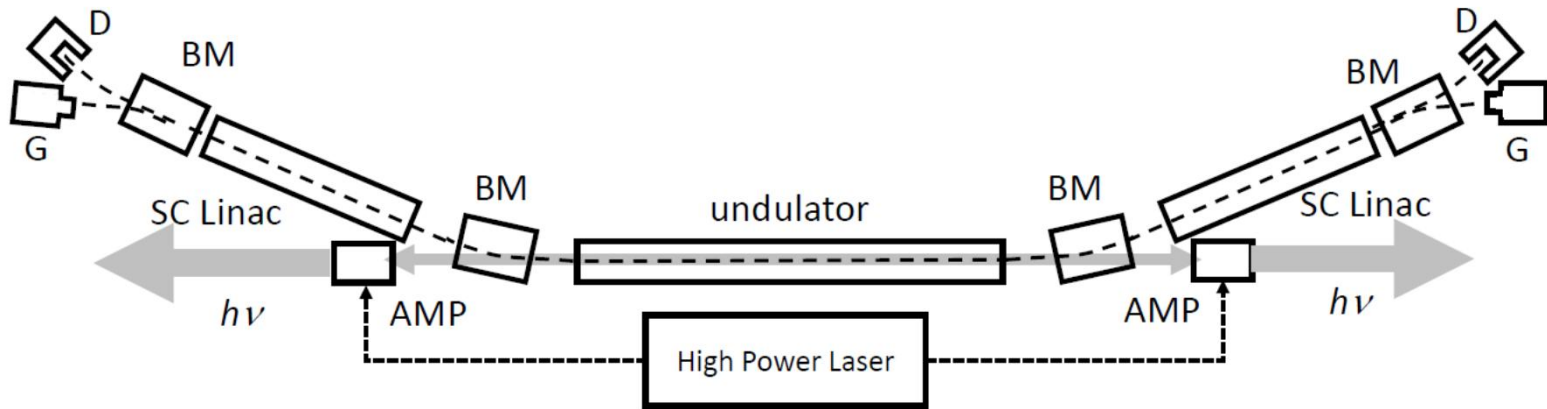 D
D
BM
BM
G
G
BM
BM
SC Linac
undulator
SC Linac
hν
AMP
AMP
hν
High Power Laser